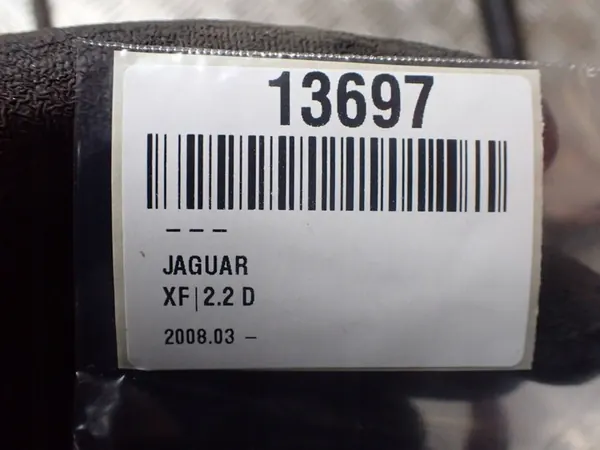 13697
---
JAGUAR
XF|2.2 D
2008.03 -